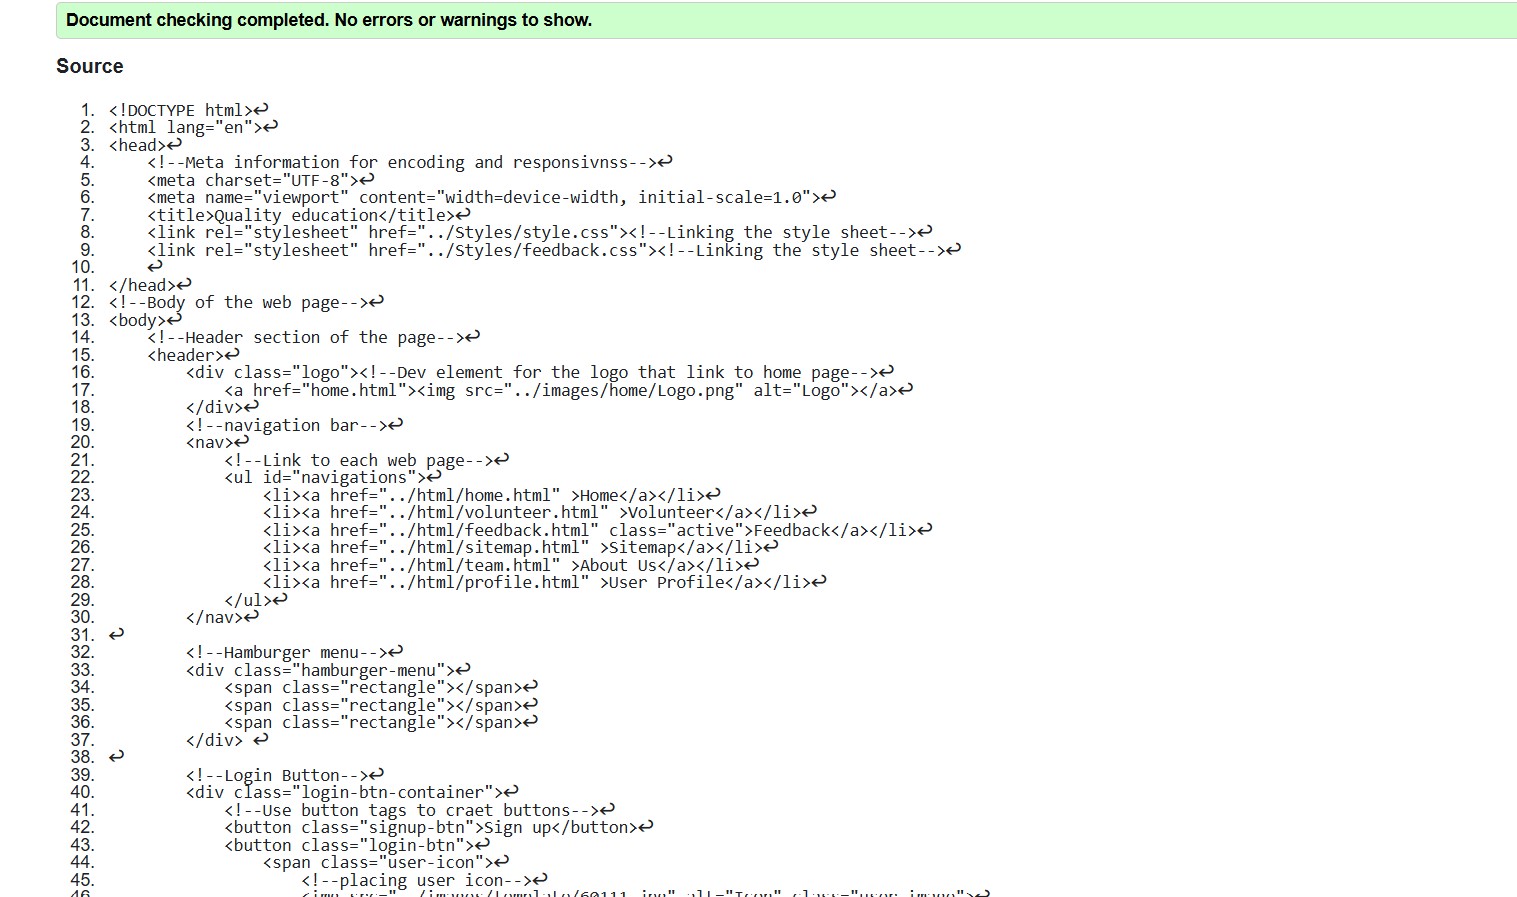 Document checking completed. No errors or warnings to show.
Source
1. <!DOCTYPE html>↩
2. <html lang="en">↩
3. <head>↩
4.     <!--Meta information for encoding and responsivnss-->↩
5.     <meta charset="UTF-8">↩
6.     <meta name="viewport" content="width=device-width, initial-scale=1.0">↩
7.     <title>Quality education</title>↩
8.     <link rel="stylesheet" href="../Styles/style.css"><!--Linking the style sheet-->↩
9.     <link rel="stylesheet" href="../Styles/feedback.css"><!--Linking the style sheet-->↩
10.     ↩
11. </head>↩
12. <!--Body of the web page-->↩
13. <body>↩
14.     <!--Header section of the page-->↩
15.     <header>↩
16.         <div class="logo"><!--Dev element for the logo that link to home page-->↩
17.             <a href="home.html"><img src="../images/home/Logo.png" alt="Logo"></a>↩
18.         </div>↩
19.         <!--navigation bar-->↩
20.         <nav>↩
21.             <!--Link to each web page-->↩
22.             <ul id="navigations">↩
23.                 <li><a href="../html/home.html" >Home</a></li>↩
24.                 <li><a href="../html/volunteer.html" >Volunteer</a></li>↩
25.                 <li><a href="../html/feedback.html" class="active">Feedback</a></li>↩
26.                 <li><a href="../html/sitemap.html" >Sitemap</a></li>↩
27.                 <li><a href="../html/team.html" >About Us</a></li>↩
28.                 <li><a href="../html/profile.html" >User Profile</a></li>↩
29.             </ul>↩
30.         </nav>↩
31. ↩
32.         <!--Hamburger menu-->↩
33.         <div class="hamburger-menu">↩
34.             <span class="rectangle"></span>↩
35.             <span class="rectangle"></span>↩
36.             <span class="rectangle"></span>↩
37.         </div> ↩
38. ↩
39.         <!--Login Button-->↩
40.         <div class="login-btn-container">↩
41.             <!--Use button tags to craet buttons-->↩
42.             <button class="signup-btn">Sign up</button>↩
43.             <button class="login-btn">↩
44.                 <span class="user-icon">↩
45.                     <!--placing user icon-->↩